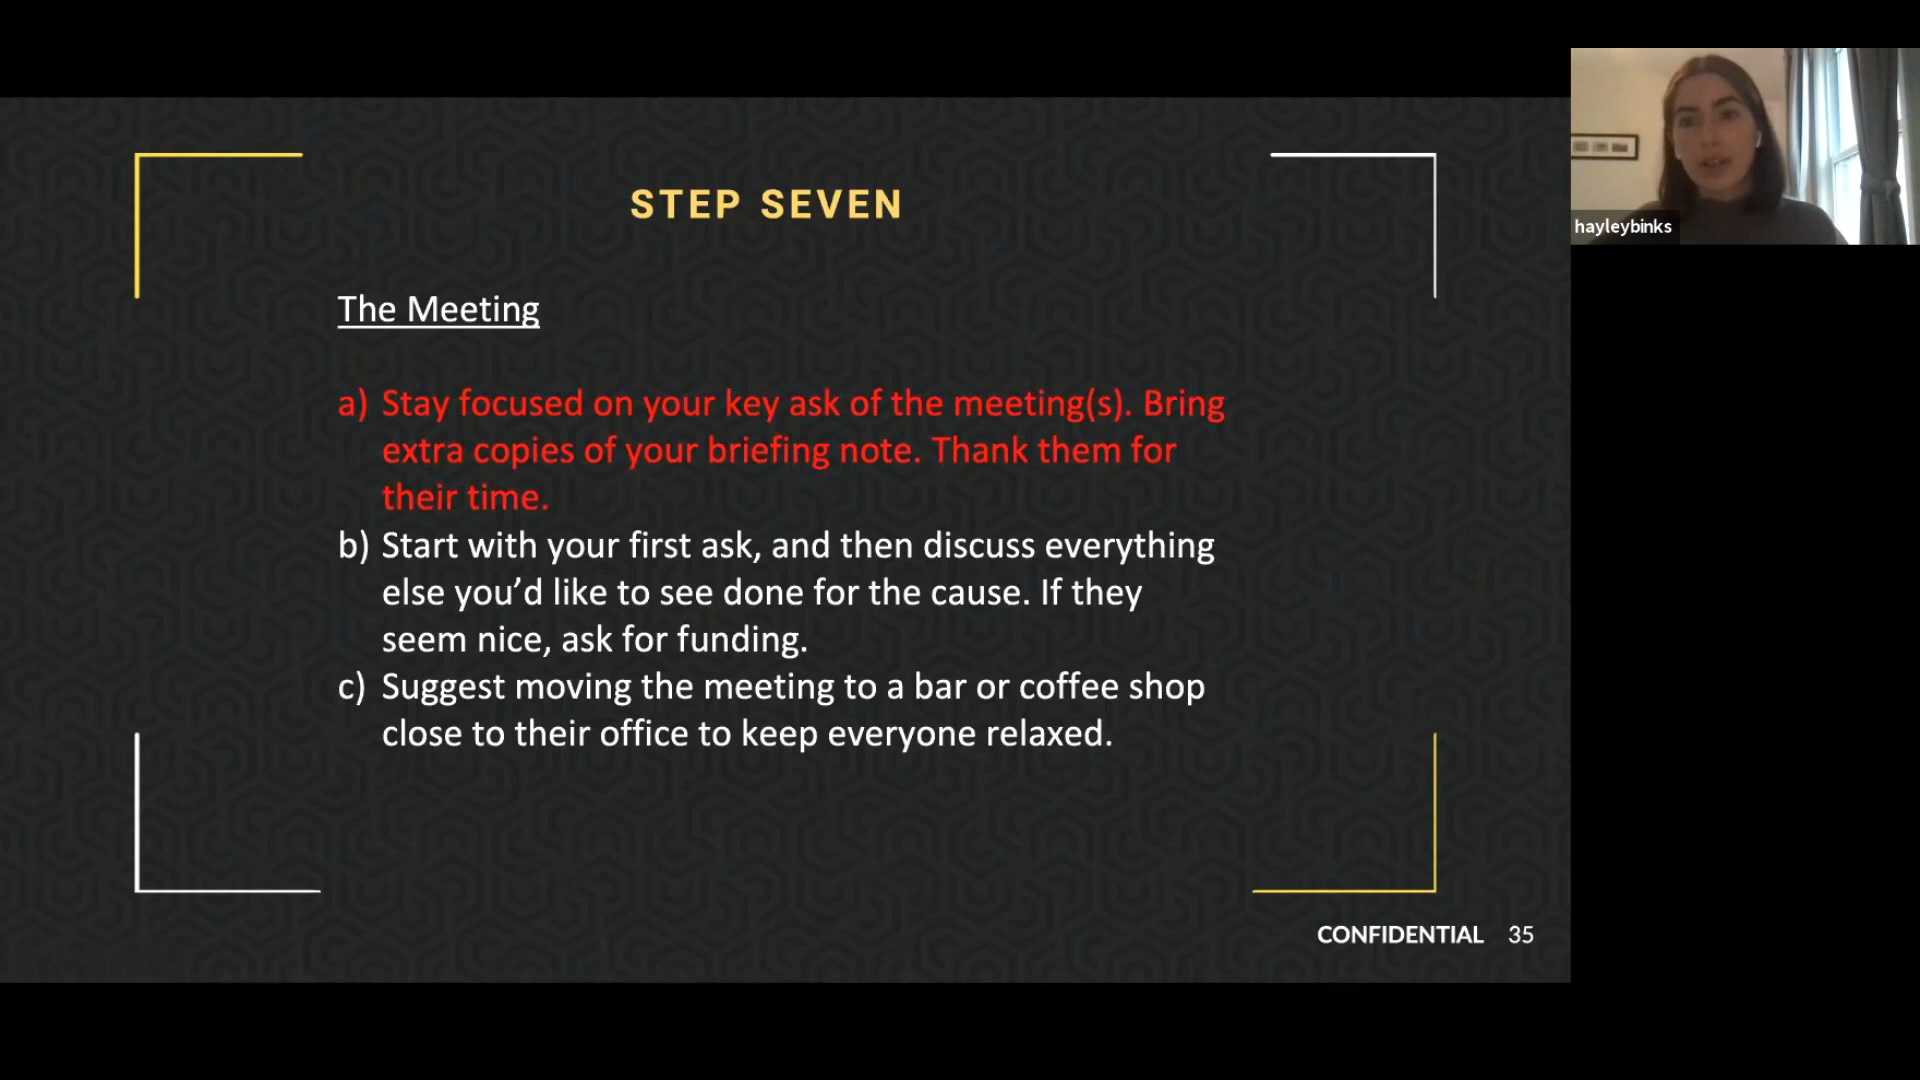 STEP SEVEN
The Meeting
a) Stay focused on your key ask of the meeting(s). Bring
extra copies of your briefing note. Thank them for
their time.
b) Start with your first ask, and then discuss everything
else you’d like to see done for the cause. If they
seem nice, ask for funding.
c) Suggest moving the meeting to a bar or coffee shop
close to their office to keep everyone relaxed.
CONFIDENTIAL 35
hayleybinks